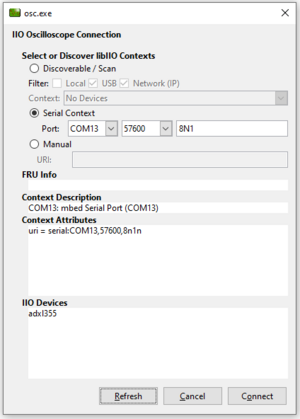 osc.exe
IIO Oscilloscope Connection
Select or Discover libIIO Contexts
Discoverable / Scan
Filter: Local USB Network (IP)
Context: No Devices
Serial Context
Port: COM13 57600 8N1
Manual
URI:
FRU Info
Context Description
COM13: mbed Serial Port (COM13)
Context Attributes
uri = serial:COM13,57600,8n1n
IIO Devices
adxl355
Refresh Cancel Connect